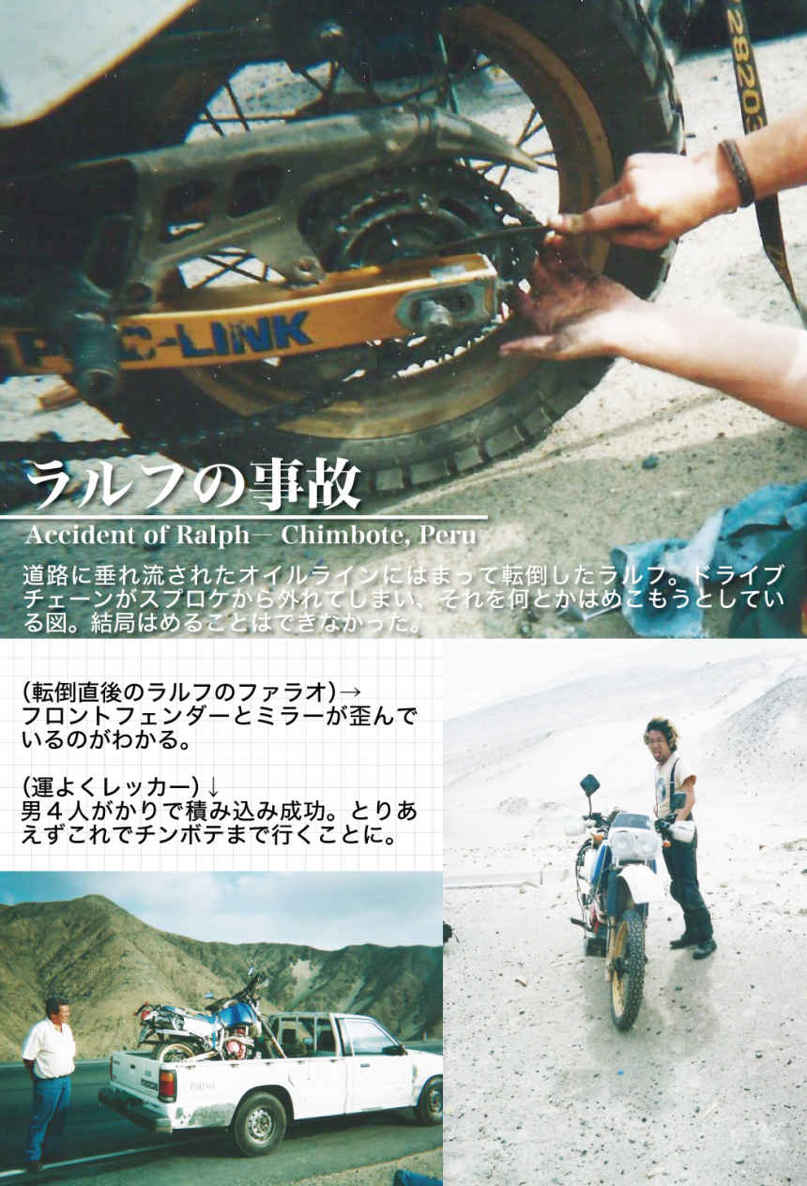 28203
PRO-LINK
ラルフの事故
Accident of Ralph— Chimbote, Peru
道路に垂れ流されたオイルラインにはまって転倒したラルフ。ドライブ
チェーンがスプロケから外れてしまい、それを何とかはめこもうとしてい
る図。結局はめることはできなかった。
（転倒直後のラルフのファラオ）→
フロントフェンダーとミラーが歪んで
いるのがわかる。
（運よくレッカー）↓
男４人がかりで積み込み成功。とりあ
えずこれでチンボテまで行くことに。